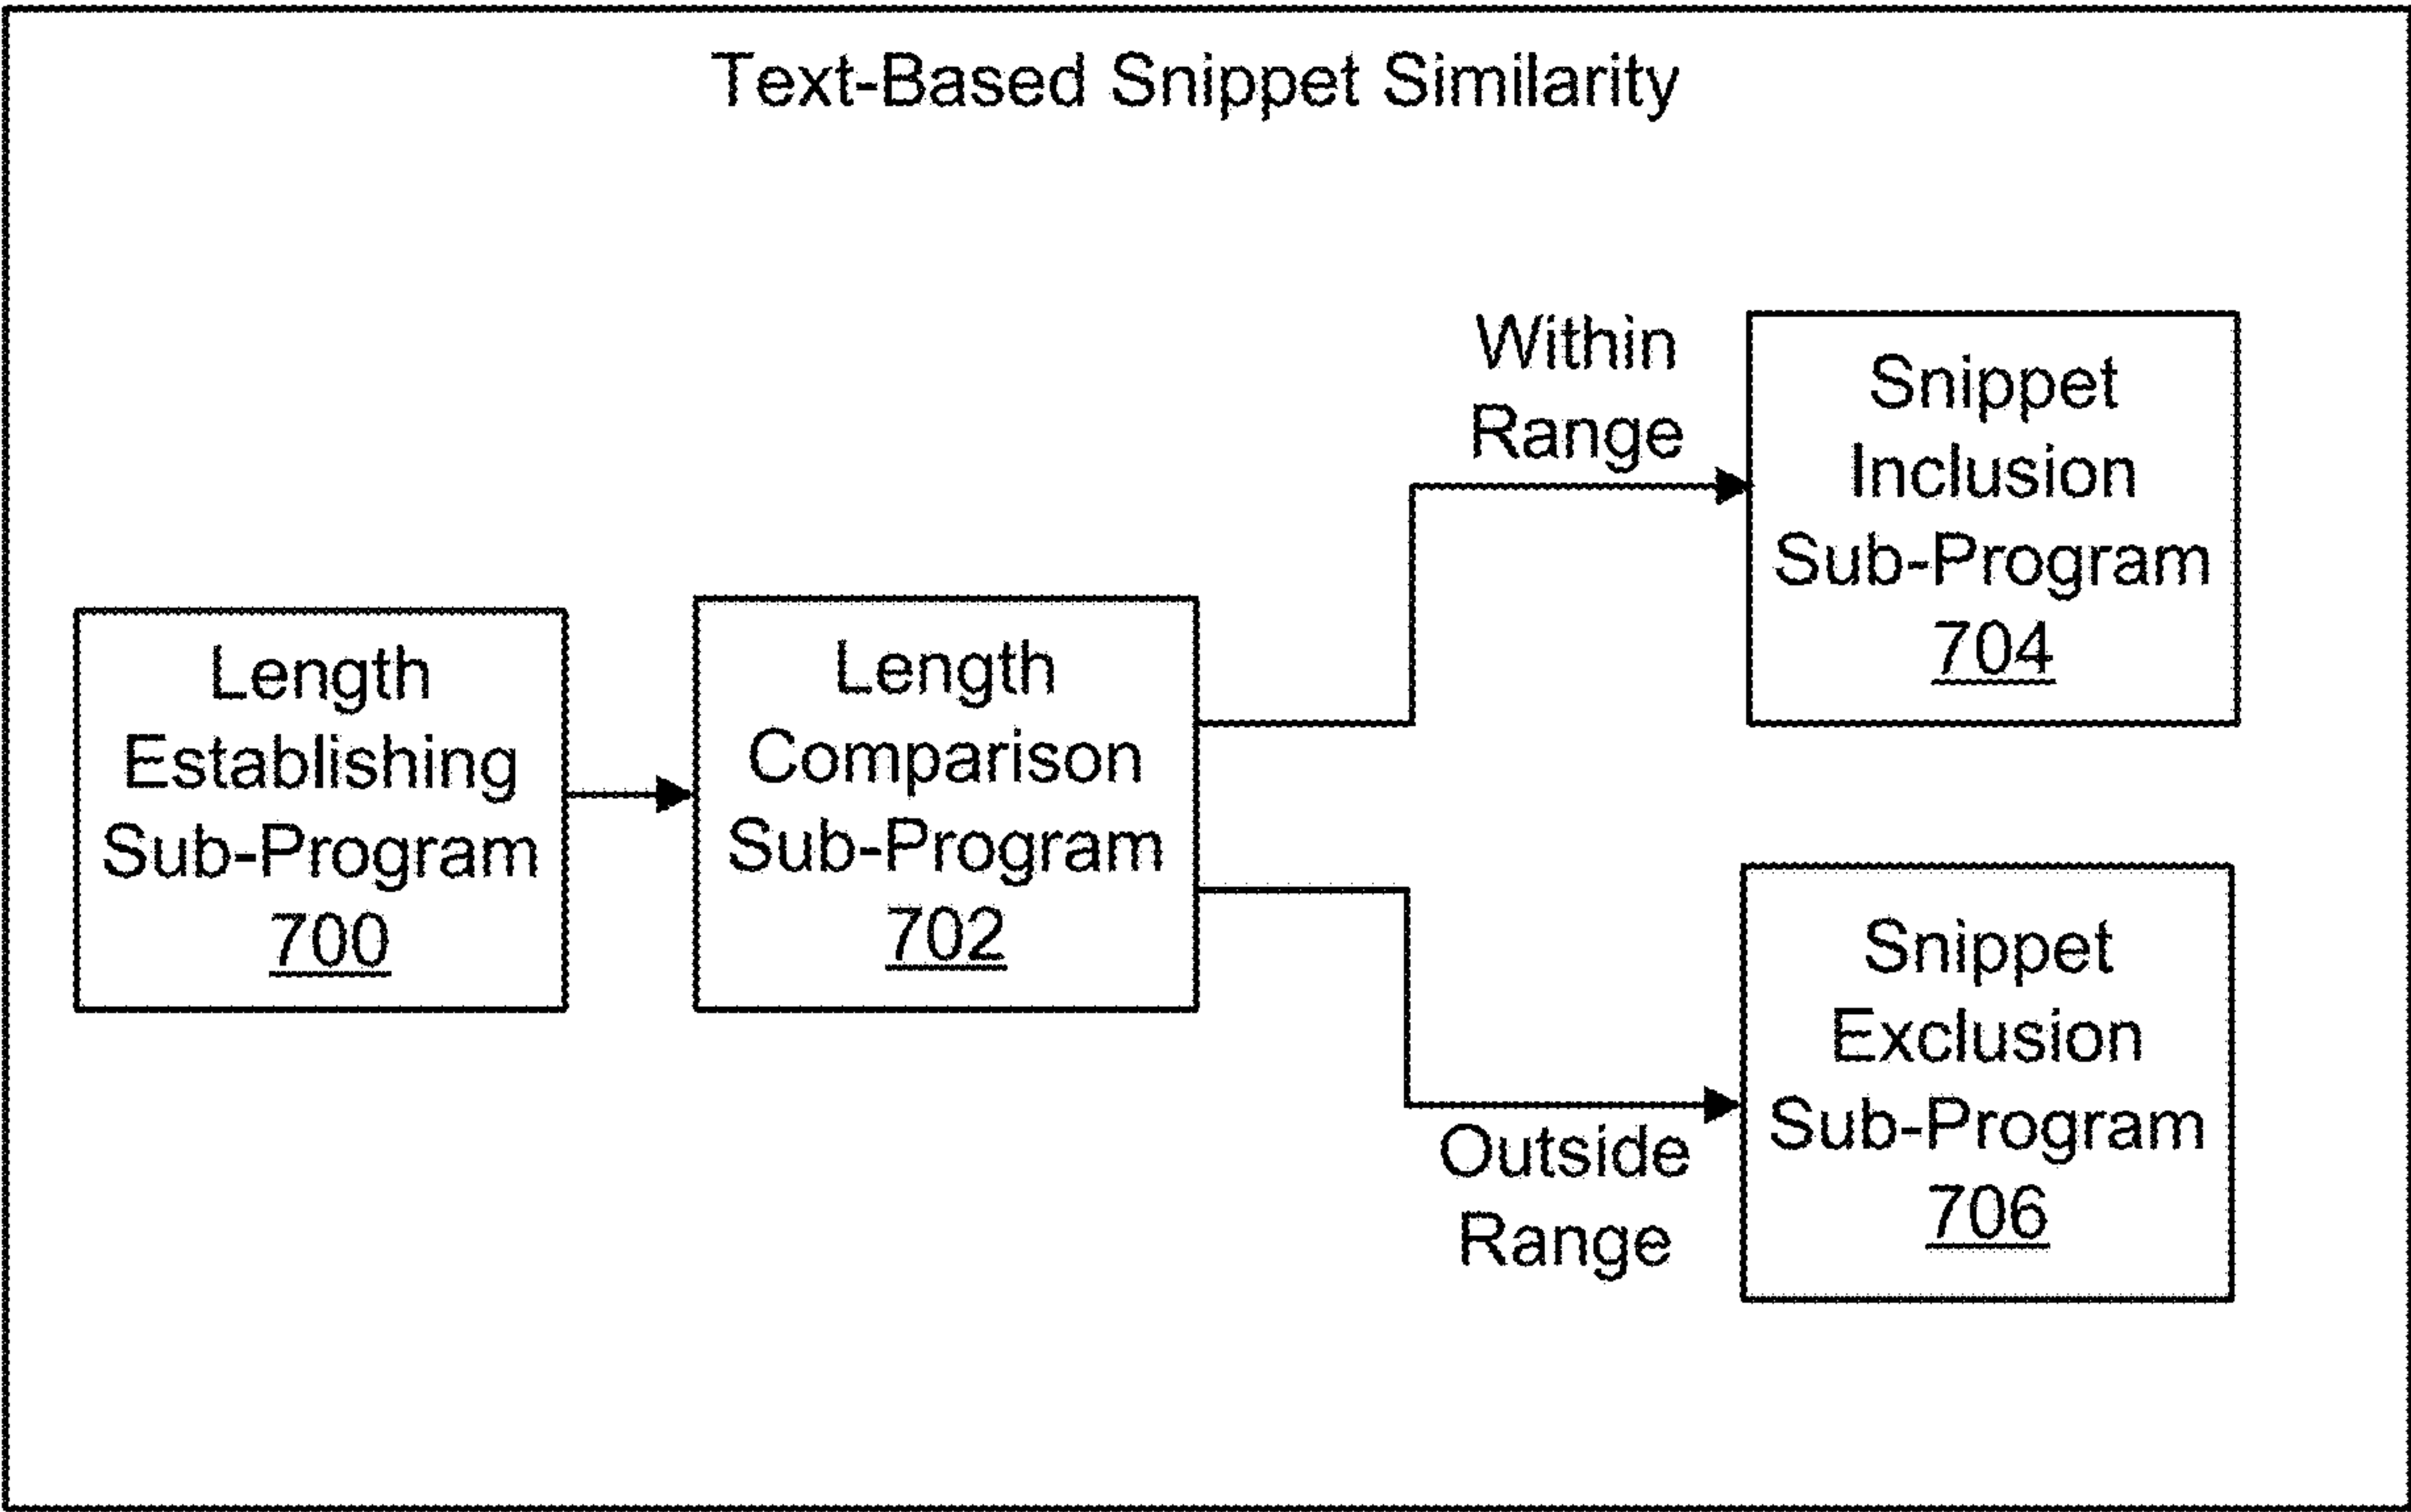 Text-Based Snippet Similarity
Length
Establishing
Sub-Program
700
Length
Comparison
Sub-Program
702
Within
Range
Snippet
Inclusion
Sub-Program
704
Outside
Range
Snippet
Exclusion
Sub-Program
706